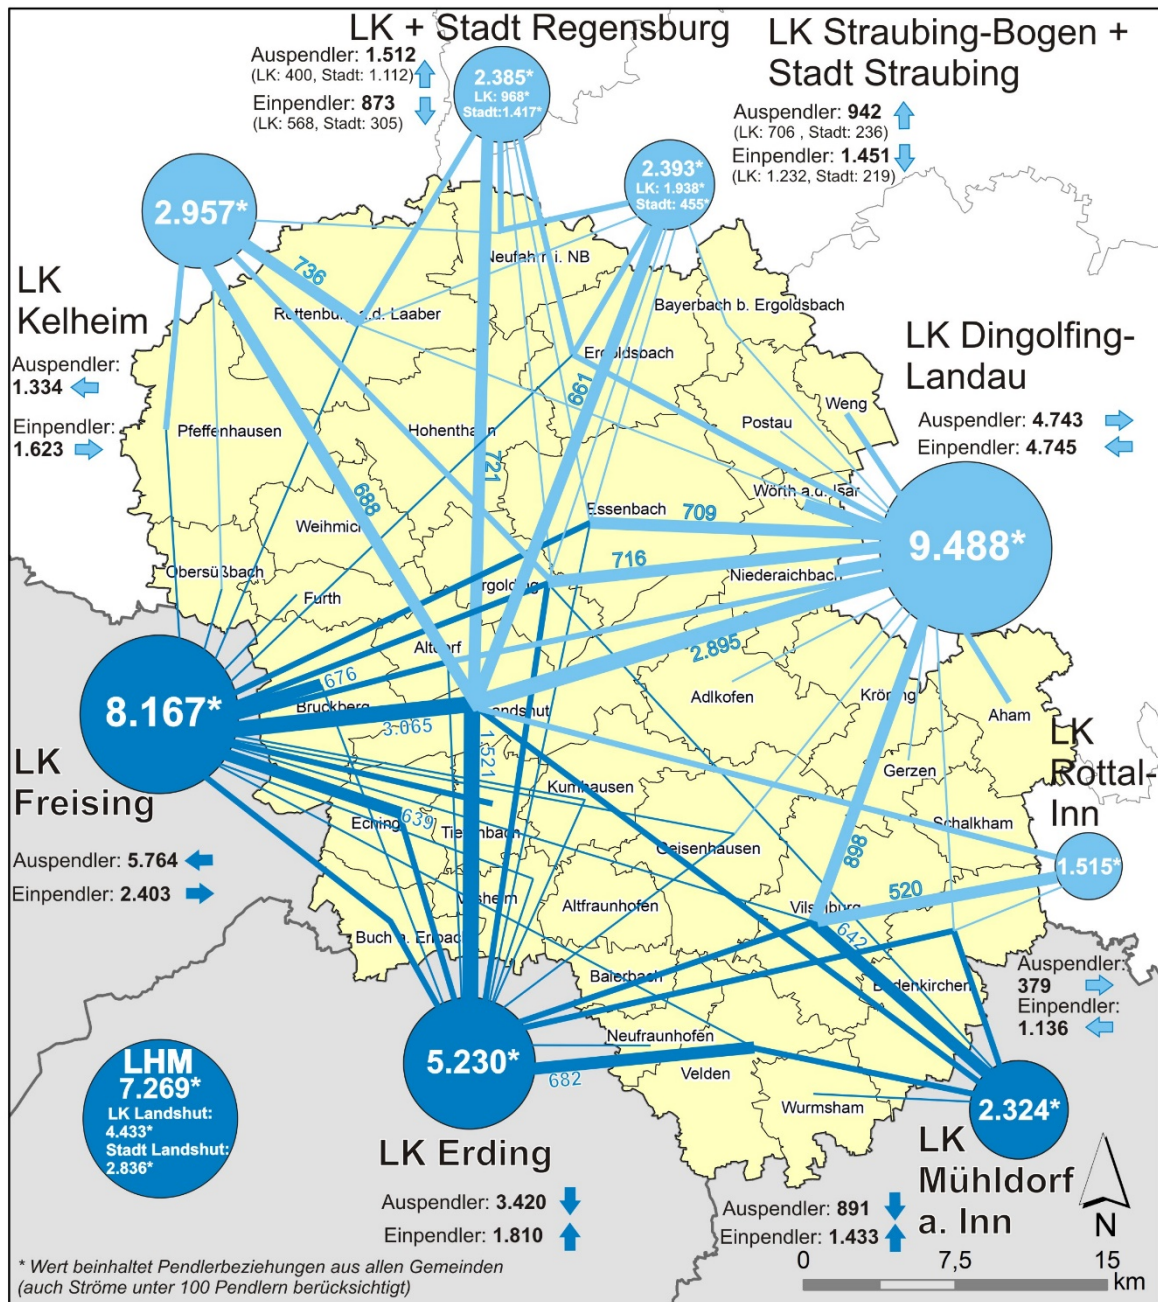 LK + Stadt Regensburg
Auspendler: 1.512
(LK: 400, Stadt: 1.112)
Einpendler: 873
(LK: 568, Stadt: 305)
2.385*
LK: 968*
Stadt:1.417*
LK Straubing-Bogen +
Stadt Straubing
Auspendler: 942
(LK: 706 , Stadt: 236)
Einpendler: 1.451
(LK: 1.232, Stadt: 219)
2.393*
LK: 1.938*
Stadt: 455*
2.957*
LK
Kelheim
Auspendler:
1.334
Einpendler:
1.623
Neufahrn i. NB
736
Rottenburg a.d. Laaber
Bayerbach b. Ergoldsbach
Ergoldsbach
661
LK Dingolfing-
Landau
Auspendler: 4.743
Einpendler: 4.745
9.488*
Weng
Postau
Pfeffenhausen
Hohenthann
721
688
Wörth a.d. Isar
Essenbach
709
Weihmichl
716
Obersüßbach
Furth
Ergolding
Niederaichbach
Altdorf
2.895
676
Adlkofen
Kröning
Bruckberg
Landshut
Aham
8.167*
3.065
1.521
LK
Freising
Auspendler: 5.764
Einpendler: 2.403
Gerzen
LK
Rottal-
Inn
1.515*
Kumhausen
Eching
639
Tiefenbach
Geisenhausen
Schalkham
898
520
Vilsheim
Altfraunhofen
Vilsbiburg
642
Buch a. Erlbach
Auspendler:
379
Einpendler:
1.136
Baierbach
Bodenkirchen
Neufraunhofen
5.230*
682
Velden
Wurmsham
2.324*
LHM
7.269*
LK Landshut:
4.433*
Stadt Landshut:
2.836*
LK Erding
Auspendler: 3.420
Einpendler: 1.810
LK
Mühldorf
a. Inn
Auspendler: 891
Einpendler: 1.433
N
0 7,5 15
km
* Wert beinhaltet Pendlerbeziehungen aus allen Gemeinden
(auch Ströme unter 100 Pendlern berücksichtigt)